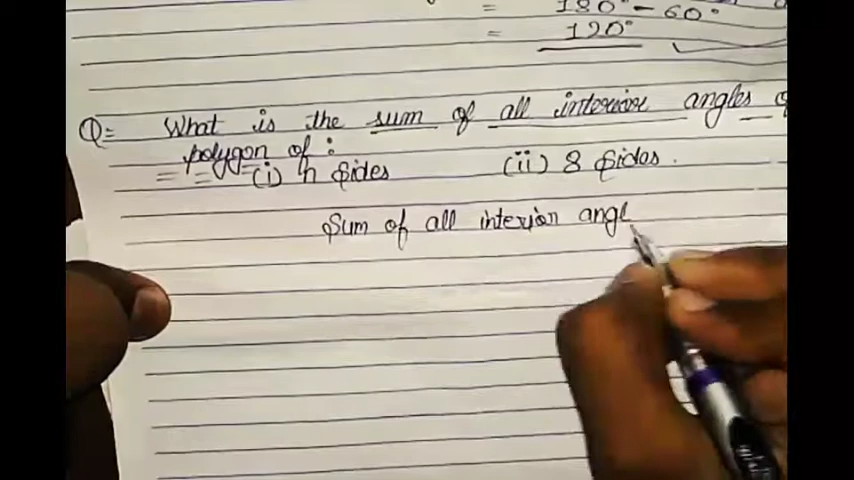 = 180° - 60°
= 120°
Q= What is the sum of all interior angles of
polygon of :
(i) n sides (ii) 8 sides.
Sum of all interior angl